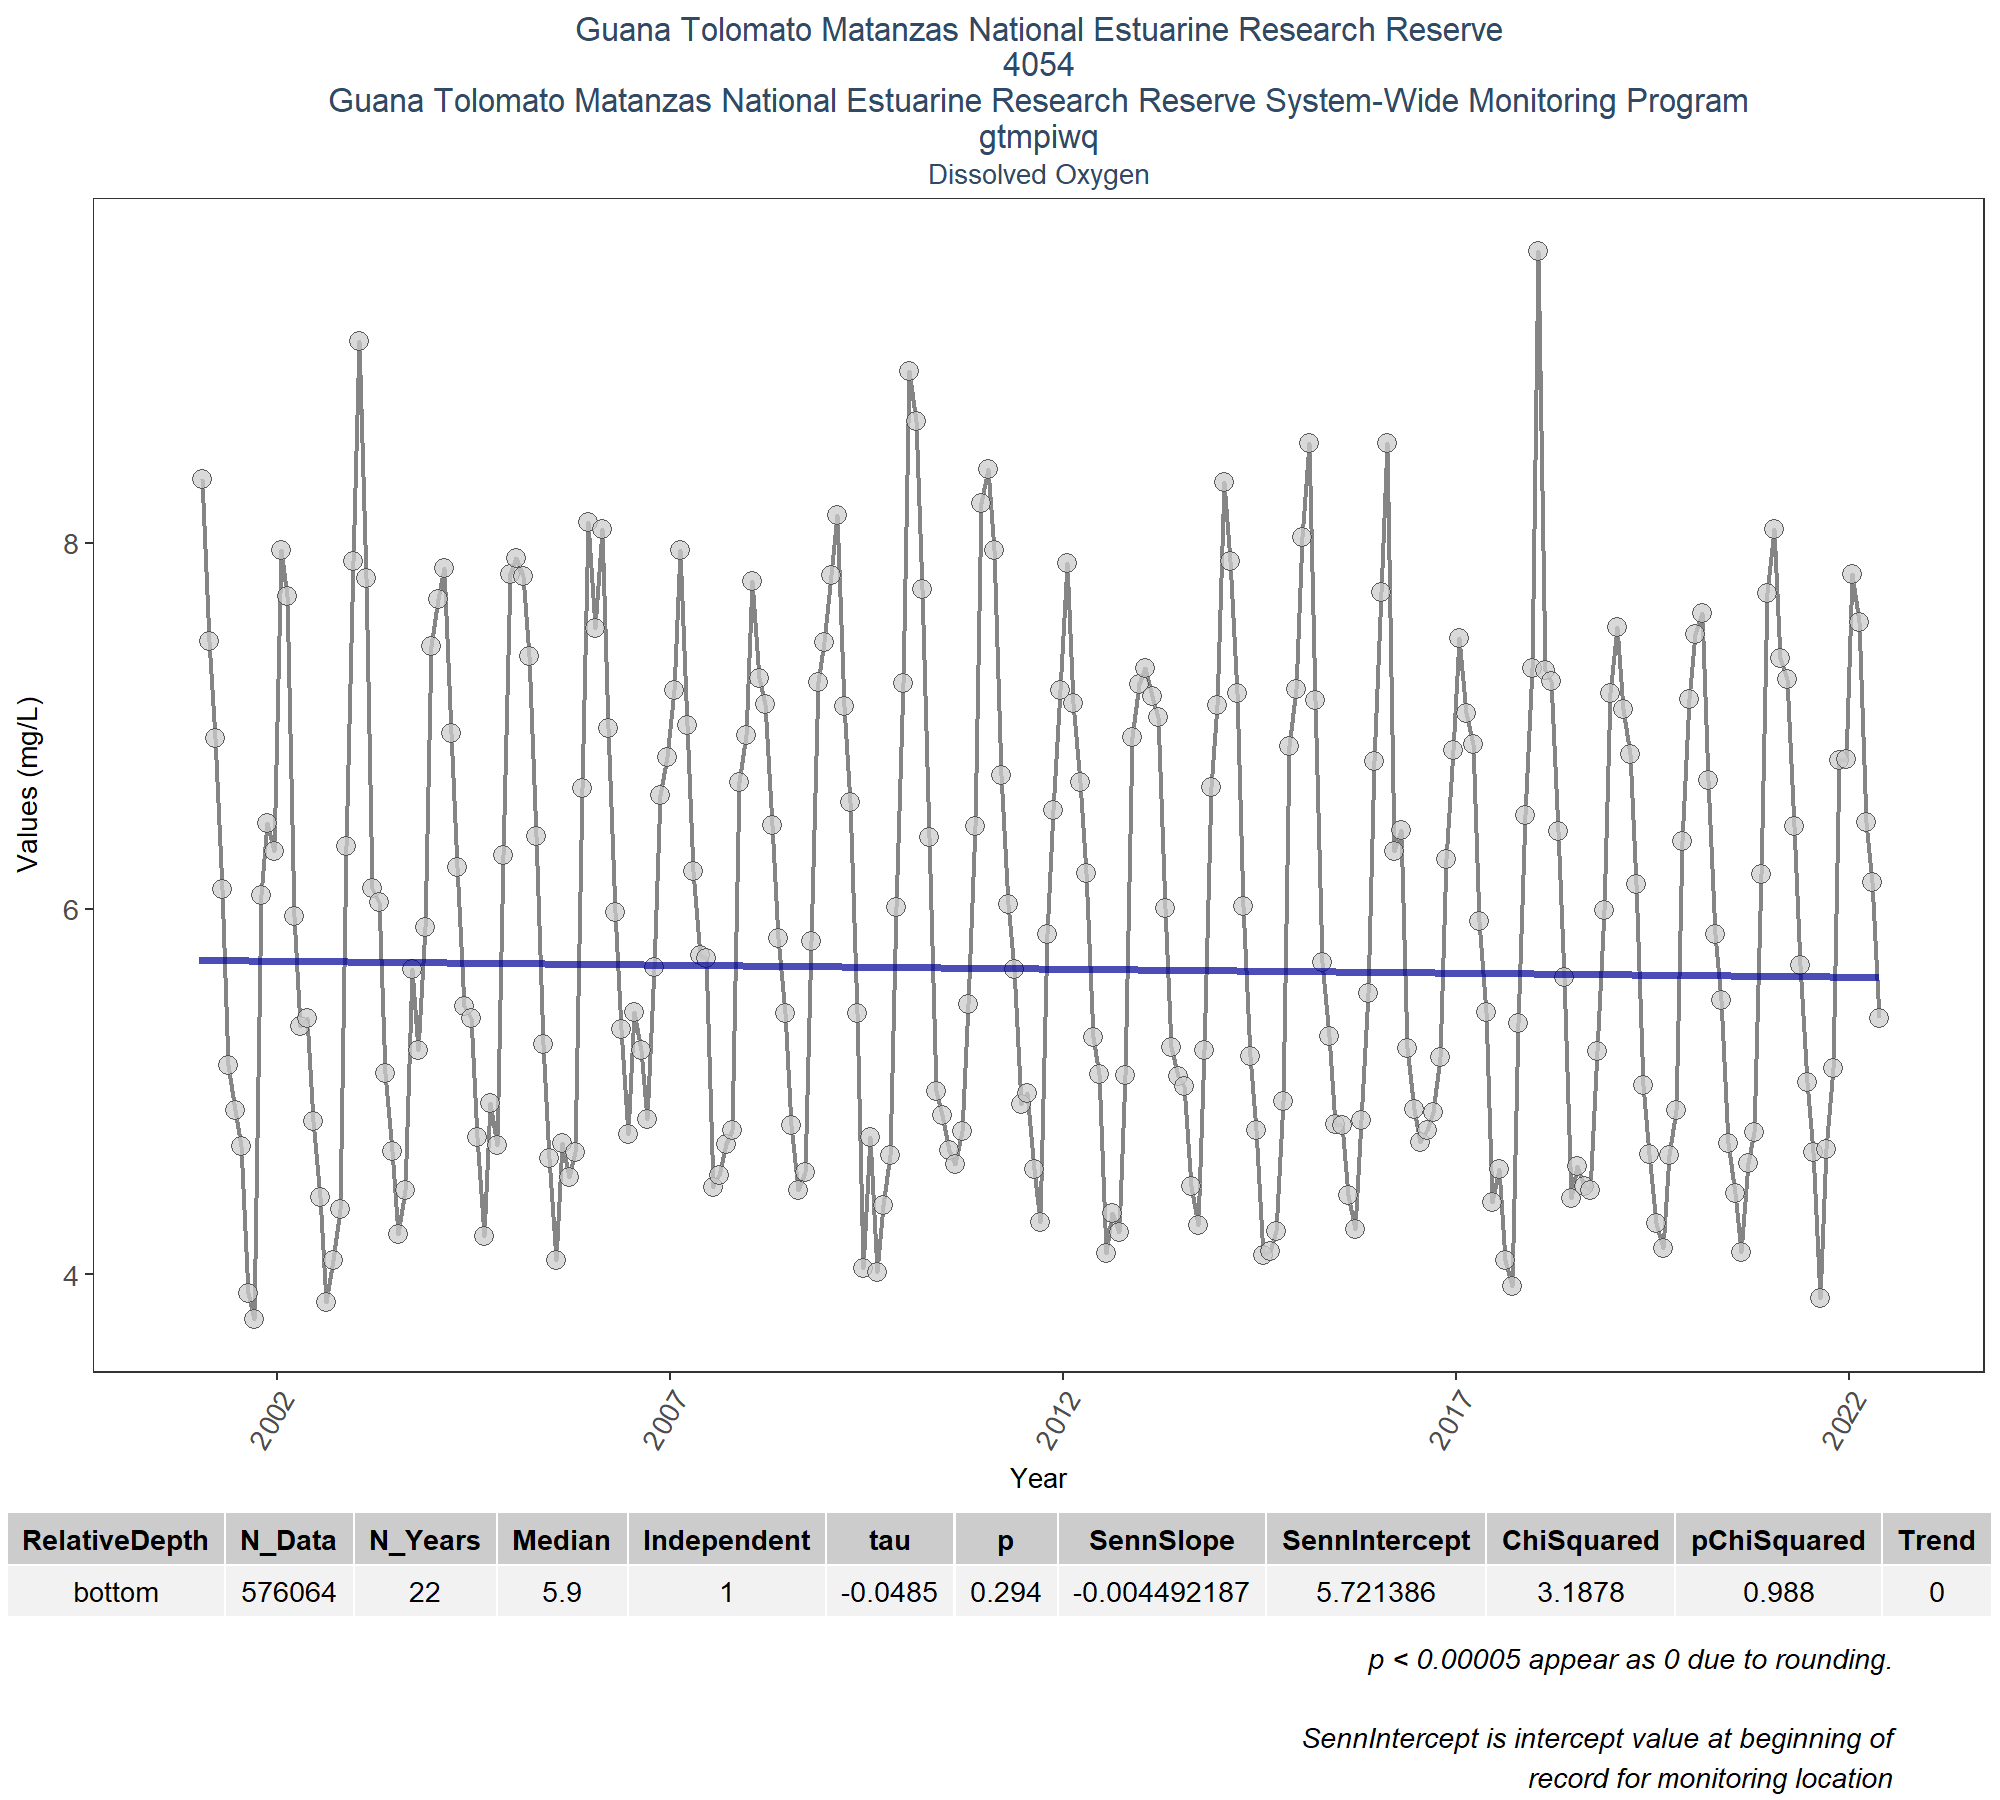 Guana Tolomato Matanzas National Estuarine Research Reserve
4054
Guana Tolomato Matanzas National Estuarine Research Reserve System-Wide Monitoring Program
gtmpiwq
Dissolved Oxygen
8
6
4
Values (mg/L)
2002 2007 2012 2017 2022
Year
RelativeDepth N_Data N_Years Median Independent tau p SennSlope SennIntercept ChiSquared pChiSquared Trend
bottom 576064 22 5.9 1 -0.0485 0.294 -0.004492187 5.721386 3.1878 0.988 0
p < 0.00005 appear as 0 due to rounding.
SennIntercept is intercept value at beginning of
record for monitoring location